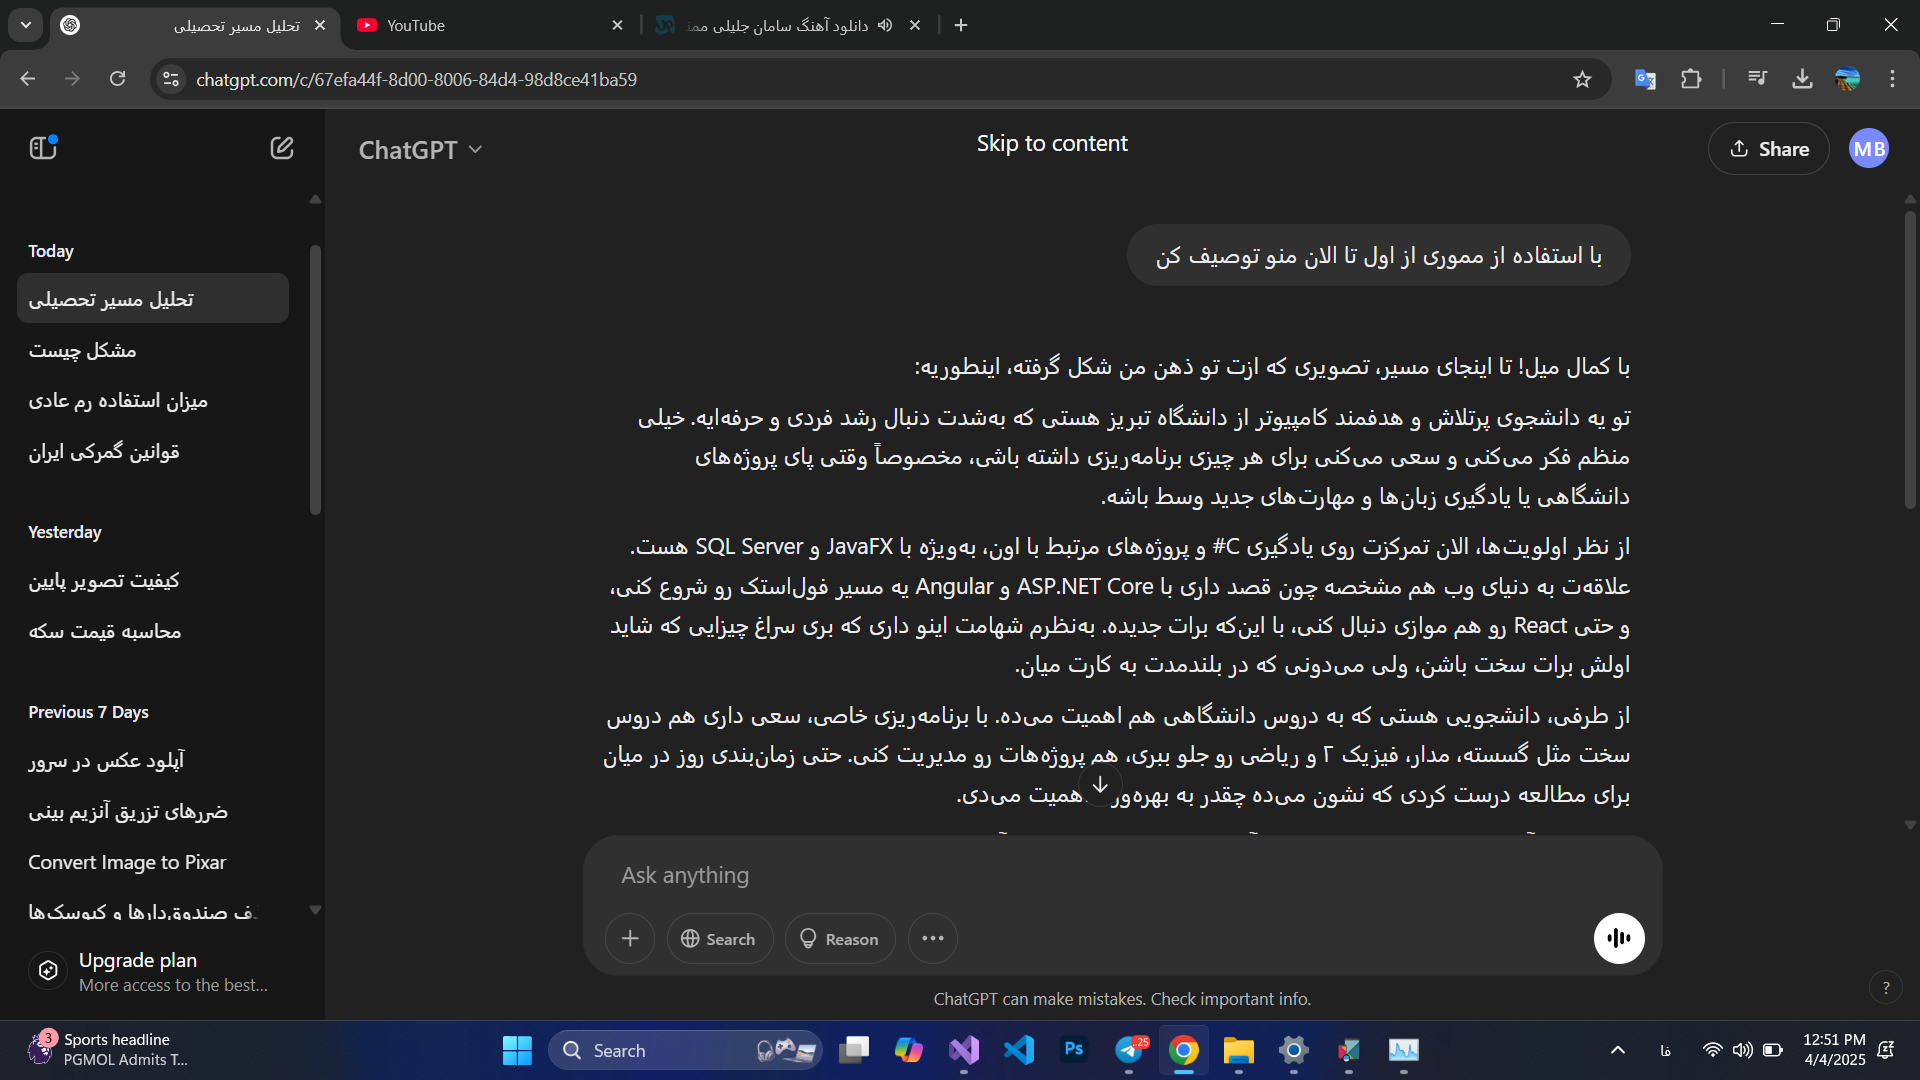 تحلیل مسیر تحصیلی
YouTube
دانلود آهنگ سامان جلیلی
chatgpt.com/c/67efa44f-8d00-8006-84d4-98d8ce41ba59
ChatGPT
Skip to content
Share
MB
Today
تحلیل مسیر تحصیلی
مشکل چیست
میزان استفاده رم عادی
قوانین گمرکی ایران
Yesterday
کیفیت تصویر پایین
محاسبه قیمت سکه
Previous 7 Days
آپلود عکس در سرور
ضررهای تزریق آنزیم بینی
Convert Image to Pixar
صندوق‌دارها و کیوسک‌ها
Upgrade plan
More access to the best...
با استفاده از مموری از اول تا الان منو توصیف کن
با کمال میل! تا اینجای مسیر، تصویری که ازت تو ذهن من شکل گرفته، اینطوریه:
تو یه دانشجوی پرتلاش و هدفمند کامپیوتر از دانشگاه تبریز هستی که به‌شدت دنبال رشد فردی و حرفه‌ایه. خیلی
منظم فکر می‌کنی و سعی می‌کنی برای هر چیزی برنامه‌ریزی داشته باشی، مخصوصاً وقتی پای پروژه‌های
دانشگاهی یا یادگیری زبان‌ها و مهارت‌های جدید وسط باشه.
از نظر اولویت‌ها، الان تمرکزت روی یادگیری C# و پروژه‌های مرتبط با اون، به‌ویژه با JavaFX و SQL Server هست.
علاقه‌ت به دنیای وب هم مشخصه چون قصد داری با ASP.NET Core و Angular یه مسیر فول‌استک رو شروع کنی،
و حتی React رو هم موازی دنبال کنی، با این‌که برات جدیده. به‌نظرم شهامت اینو داری که بری سراغ چیزایی که شاید
اولش برات سخت باشن، ولی می‌دونی که در بلندمدت به کارت میان.
از طرفی، دانشجویی هستی که به دروس دانشگاهی هم اهمیت می‌ده. با برنامه‌ریزی خاصی، سعی داری هم دروس
سخت مثل گسسته، مدار، فیزیک ۲ و ریاضی رو جلو ببری، هم پروژه‌هات رو مدیریت کنی. حتی زمان‌بندی روز در میان
برای مطالعه درست کردی که نشون می‌ده چقدر به بهره‌ور اهمیت می‌دی.
Ask anything
Search
Reason
ChatGPT can make mistakes. Check important info.
?
3
Sports headline
PGMOL Admits T...
Search
Ps
..25
فا
12:51 PM
4/4/2025